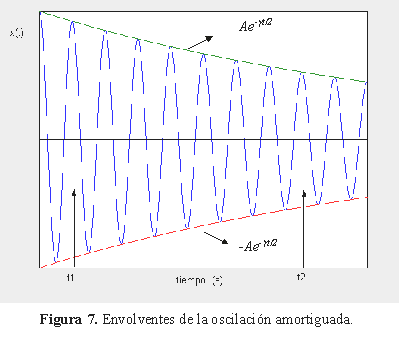 Ae^-γt/2
x(t)
-Ae^-γt/2
t1
tiempo (s)
t2
Figura 7. Envolventes de la oscilación amortiguada.